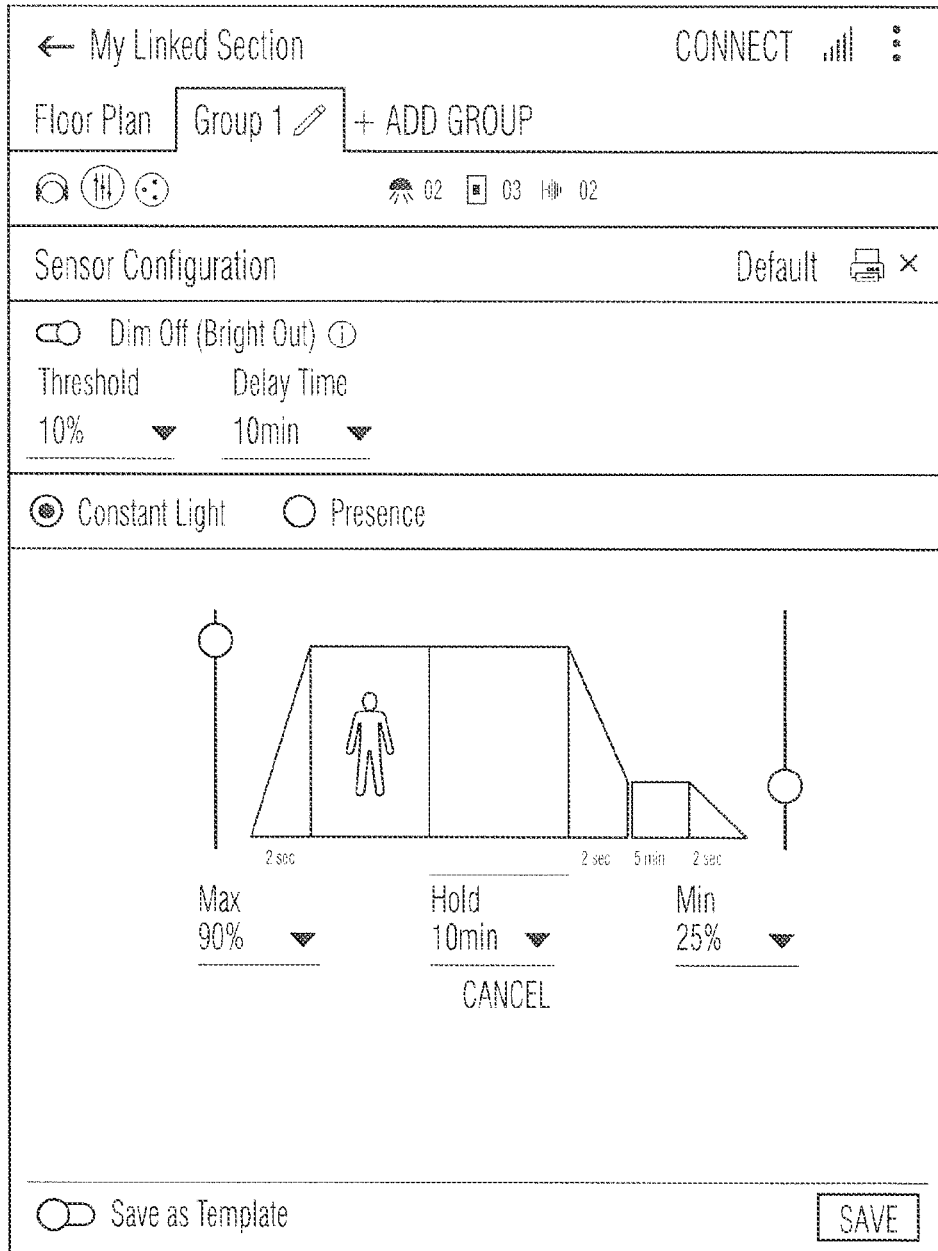 ← My Linked Section CONNECT
Floor Plan Group 1 + ADD GROUP
02 03 02
Sensor Configuration Default ×
Dim Off (Bright Out) ⓘ
Threshold Delay Time
10% 10min
Constant Light Presence
2 sec 2 sec 5 min 2 sec
Max Hold Min
90% 10min 25%
CANCEL
Save as Template SAVE